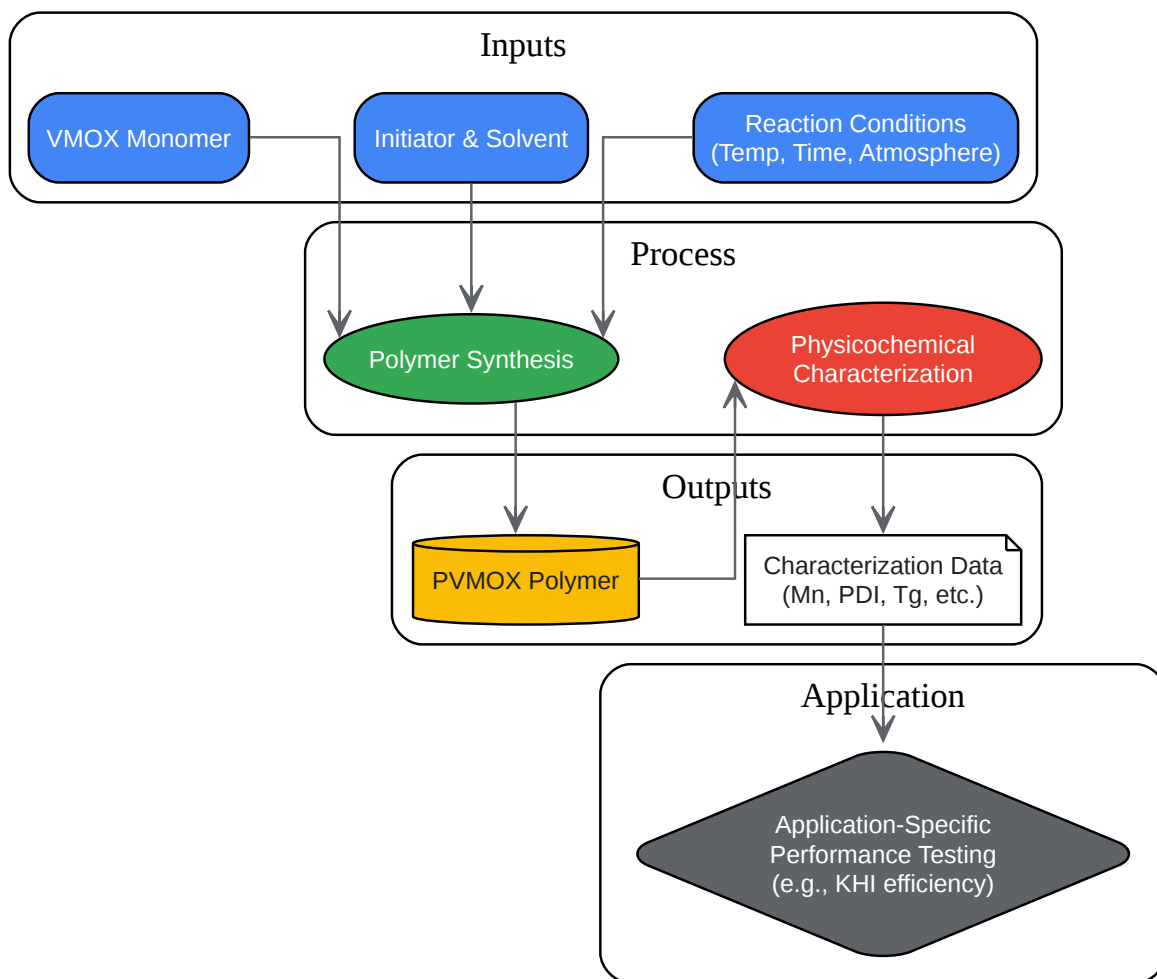 Inputs
VMOX Monomer
Initiator & Solvent
Reaction Conditions
(Temp, Time, Atmosphere)
Process
Polymer Synthesis
Physicochemical
Characterization
Outputs
PVMOX Polymer
Characterization Data
(Mn, PDI, Tg, etc.)
Application
Application-Specific
Performance Testing
(e.g., KHI efficiency)